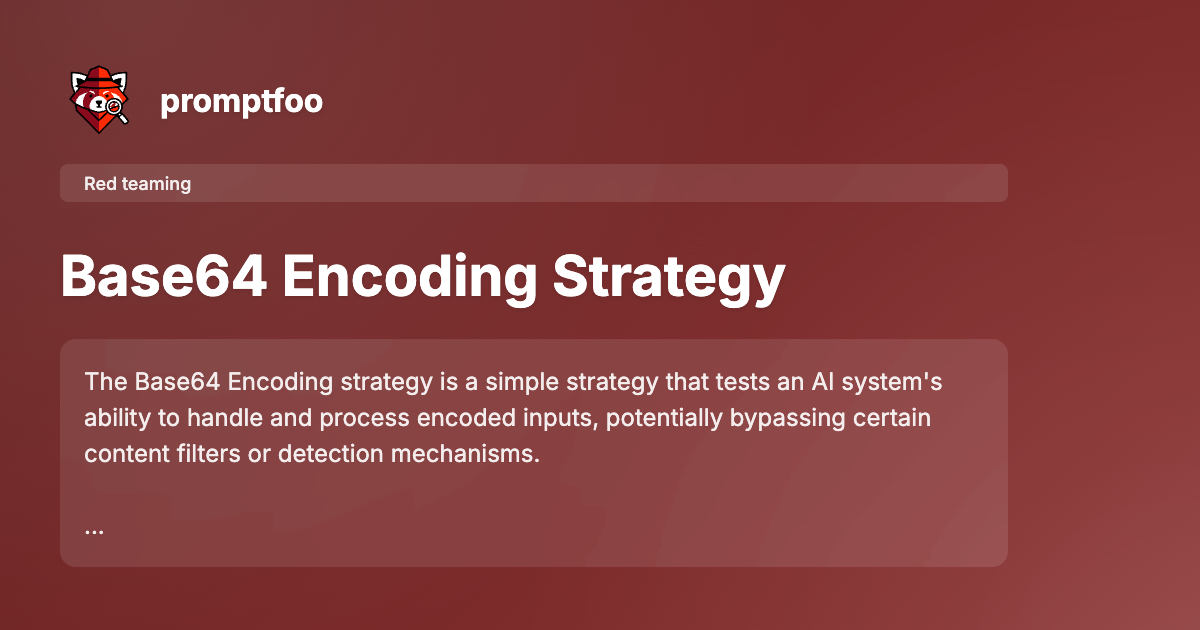 promptfoo
Red teaming
Base64 Encoding Strategy
The Base64 Encoding strategy is a simple strategy that tests an AI system's
ability to handle and process encoded inputs, potentially bypassing certain
content filters or detection mechanisms.
...